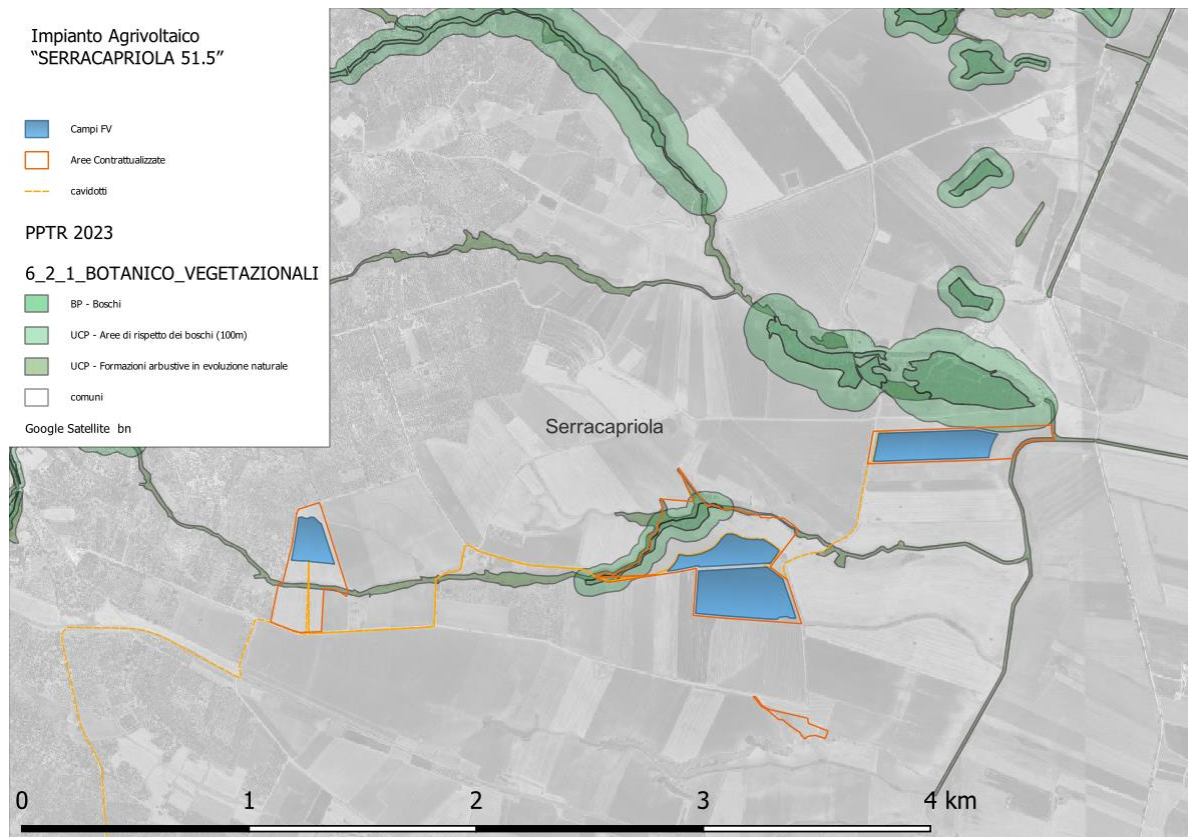 Impianto Agrivoltaico
“SERRACAPRIOLA 51.5”
Campi FV
Aree Contrattualizzate
cavidotti
PPTR 2023
6_2_1_BOTANICO_VEGETAZIONALI
BP - Boschi
UCP - Aree di rispetto dei boschi (100m)
UCP - Formazioni arbustive in evoluzione naturale
comuni
Google Satellite bn
Serracapriola
0 1 2 3 4 km